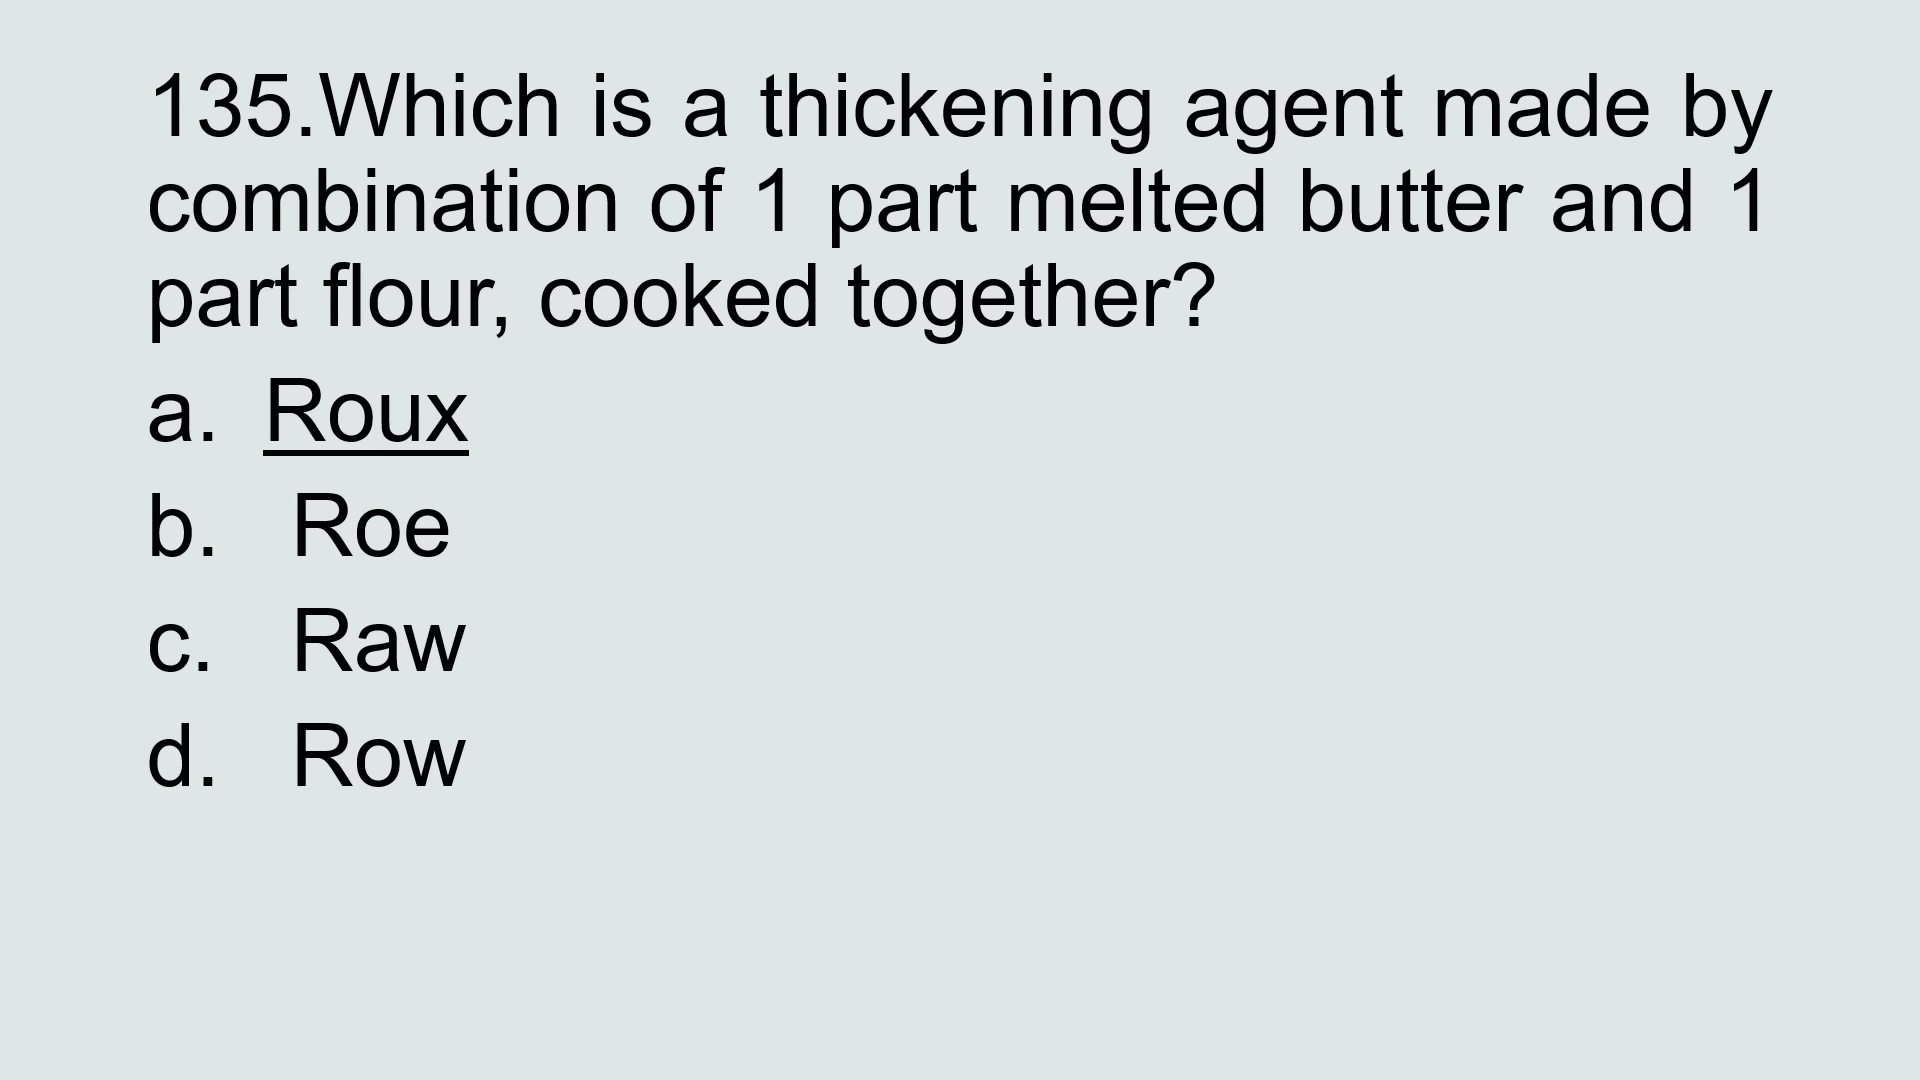 135.Which is a thickening agent made by
combination of 1 part melted butter and 1
part flour, cooked together?
a. Roux
b. Roe
c. Raw
d. Row